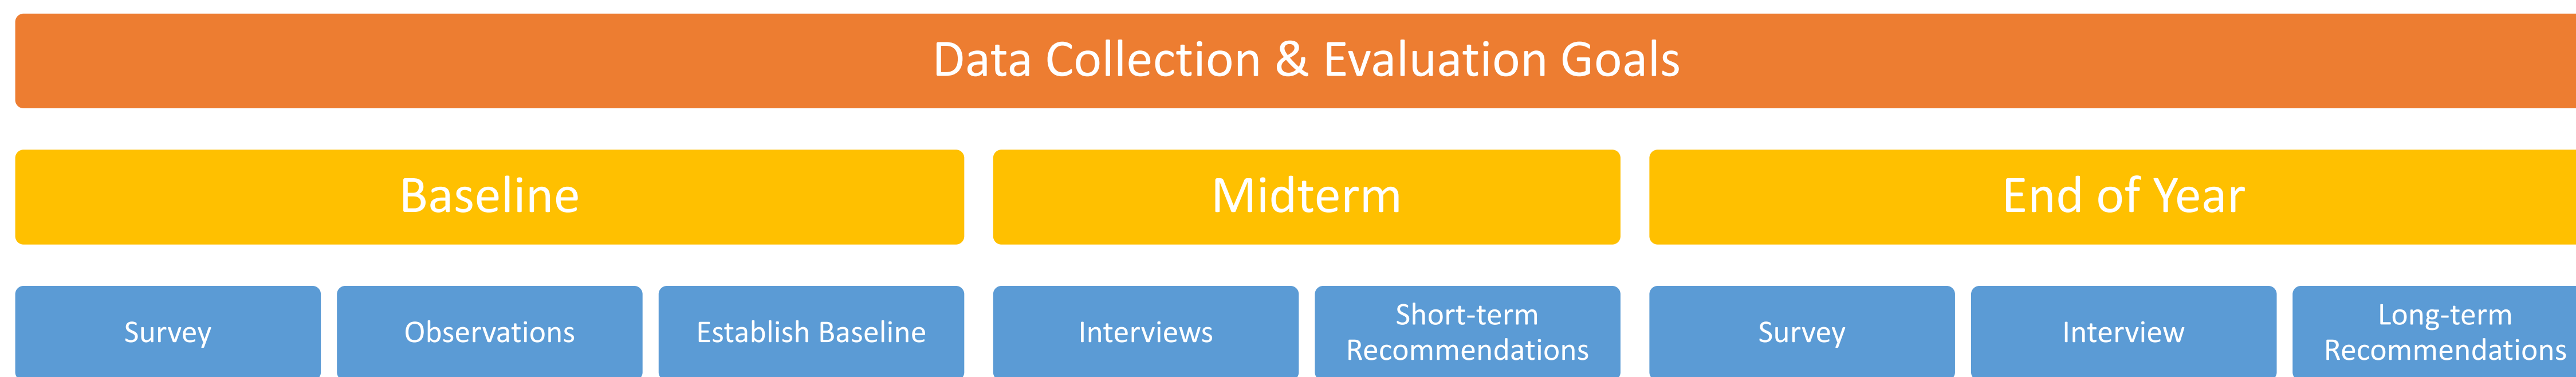 Data Collection & Evaluation Goals
Baseline
Midterm
End of Year
Survey
Observations
Establish Baseline
Interviews
Short-term
Recommendations
Survey
Interview
Long-term
Recommendations